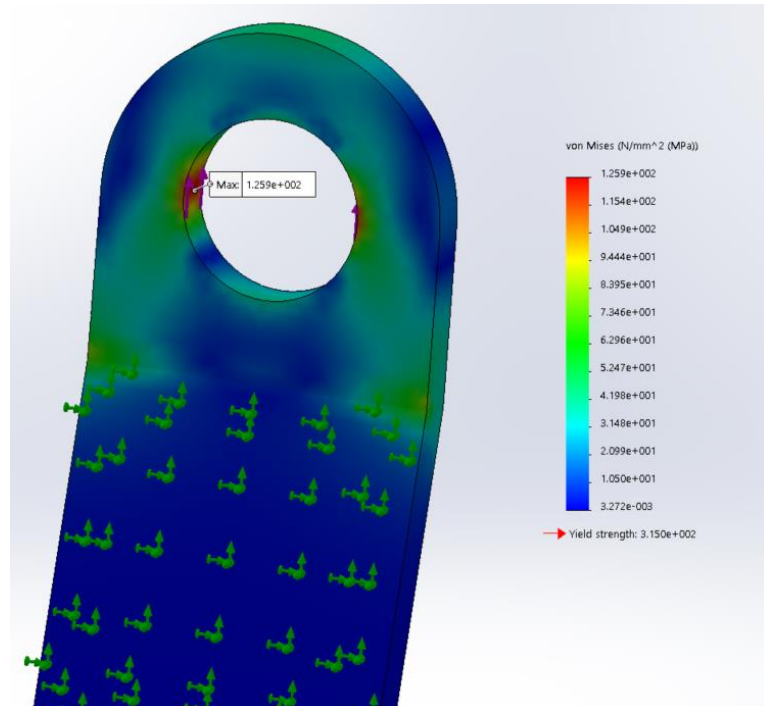 von Mises (N/mm^2 (MPa))
Max: 1.259e+002
1.259e+002
1.154e+002
1.049e+002
9.444e+001
8.395e+001
7.346e+001
6.296e+001
5.247e+001
4.198e+001
3.148e+001
2.099e+001
1.050e+001
3.272e-003
Yield strength: 3.150e+002